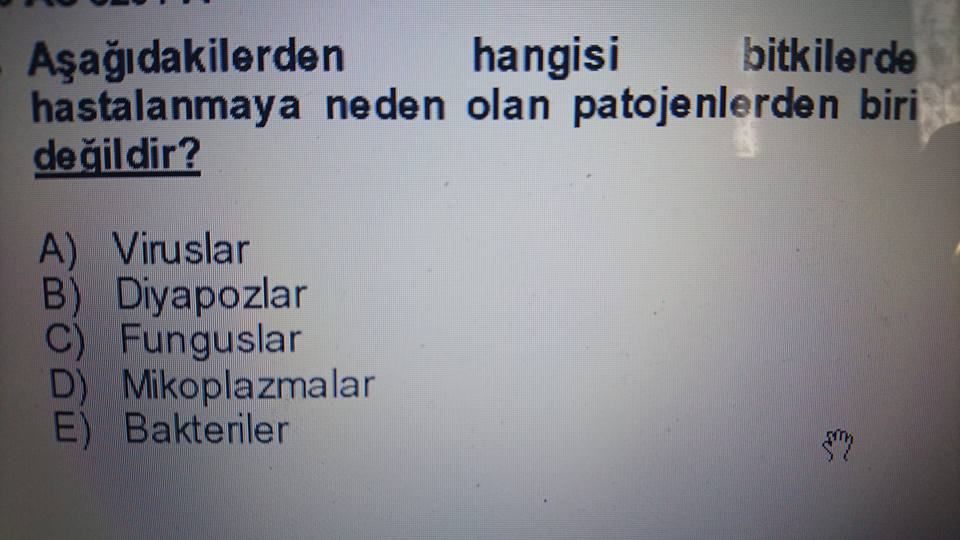 Aşağıdakilerden hangisi bitkilerde
hastalanmaya neden olan patojenlerden biri
değildir?
A) Viruslar
B) Diyapozlar
C) Funguslar
D) Mikoplazmalar
E) Bakteriler